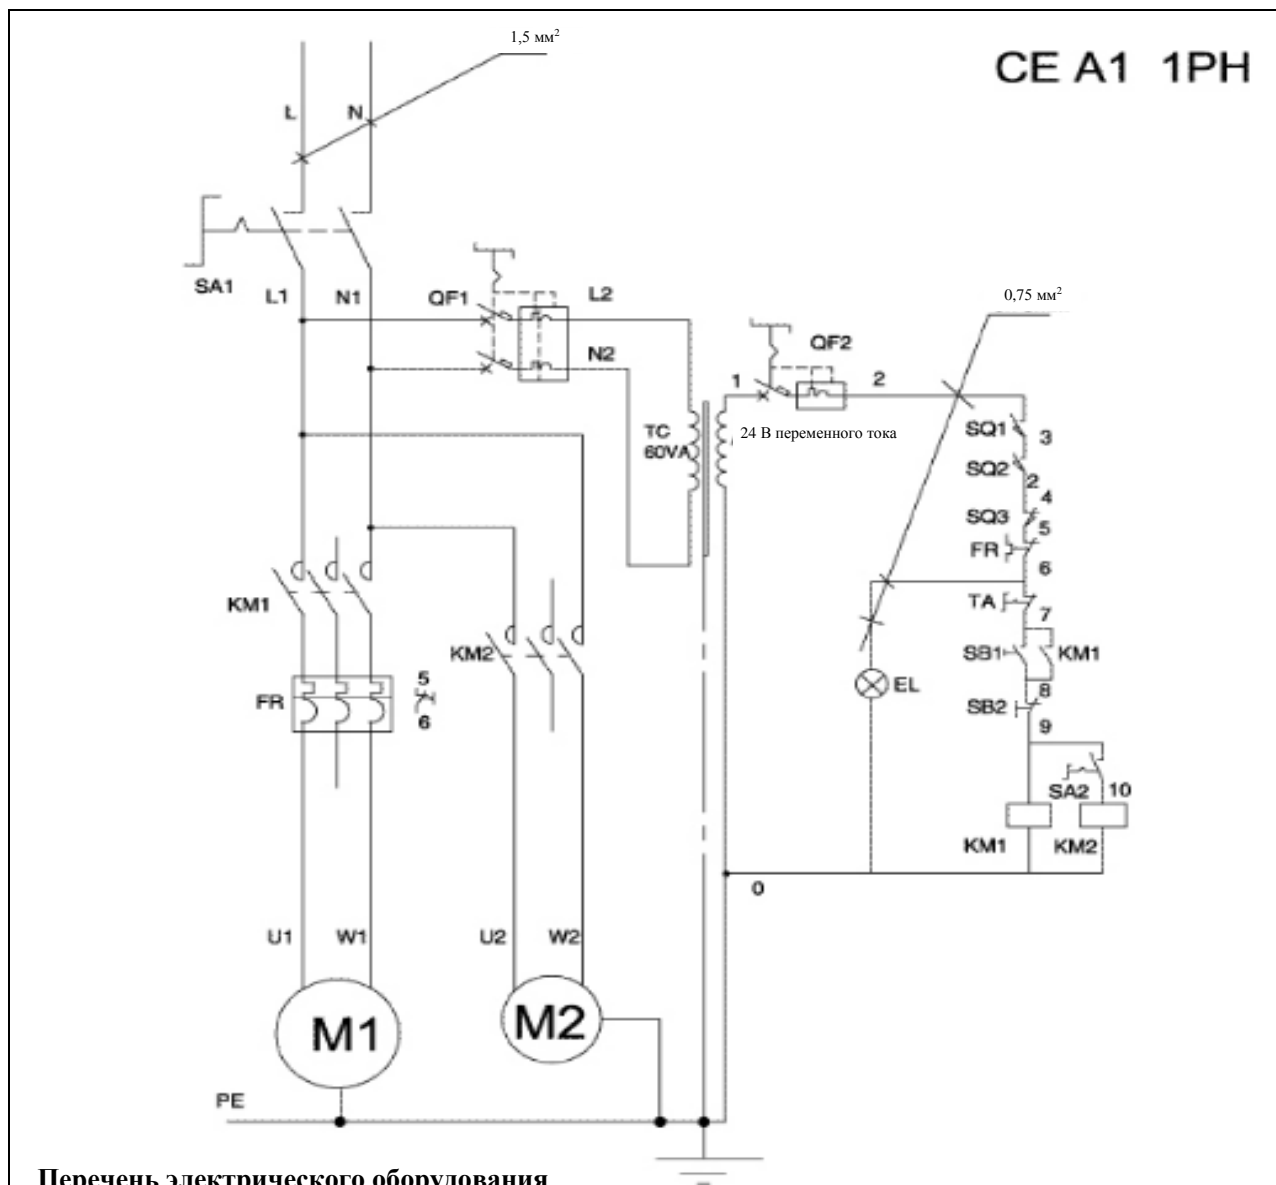 1,5 мм²
CE A1 1PH
L N
SA1
L1 N1
QF1
L2
N2
0,75 мм²
QF2
1
2
TC
60VA
24 В переменного тока
SQ1
3
SQ2
2
4
SQ3
5
FR
6
TA
7
SB1
KM1
8
SB2
9
SA2
10
KM1
KM2
0
KM1
KM2
FR
5
6
EL
U1 W1
U2 W2
M1
M2
PE
Перечень электрического оборудования